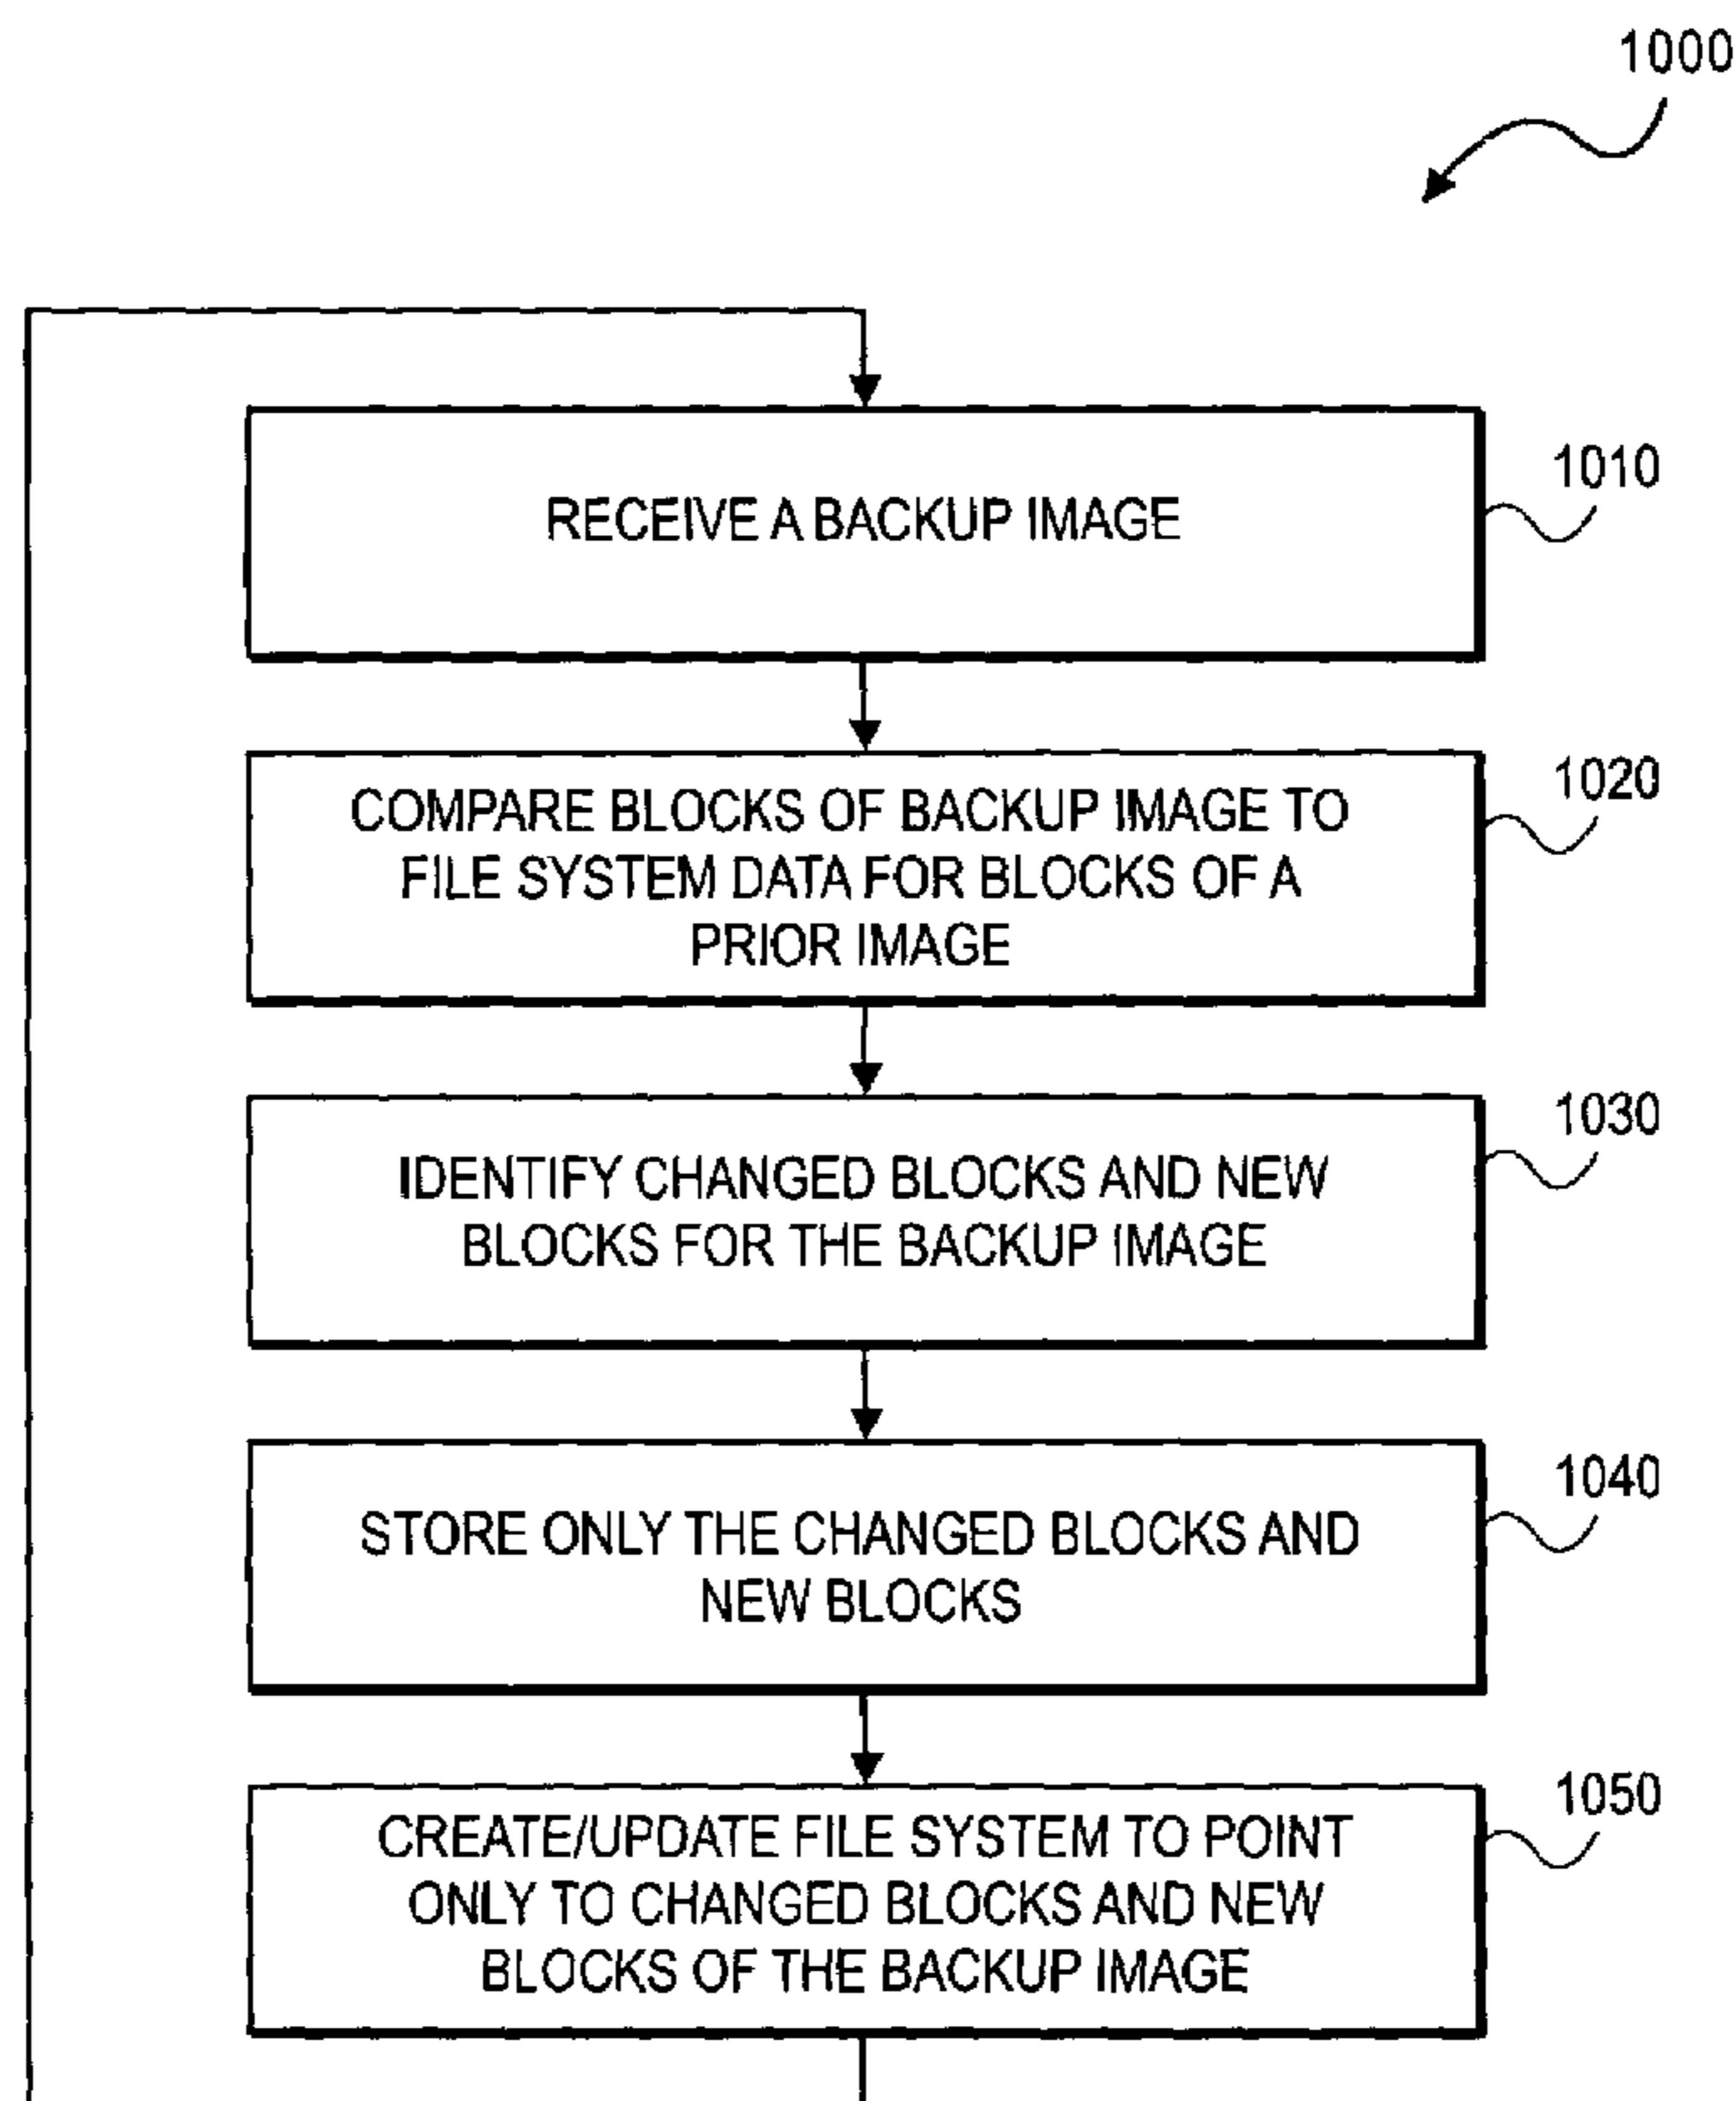 1000
RECEIVE A BACKUP IMAGE
1010
COMPARE BLOCKS OF BACKUP IMAGE TO
FILE SYSTEM DATA FOR BLOCKS OF A
PRIOR IMAGE
1020
IDENTIFY CHANGED BLOCKS AND NEW
BLOCKS FOR THE BACKUP IMAGE
1030
STORE ONLY THE CHANGED BLOCKS AND
NEW BLOCKS
1040
CREATE/UPDATE FILE SYSTEM TO POINT
ONLY TO CHANGED BLOCKS AND NEW
BLOCKS OF THE BACKUP IMAGE
1050